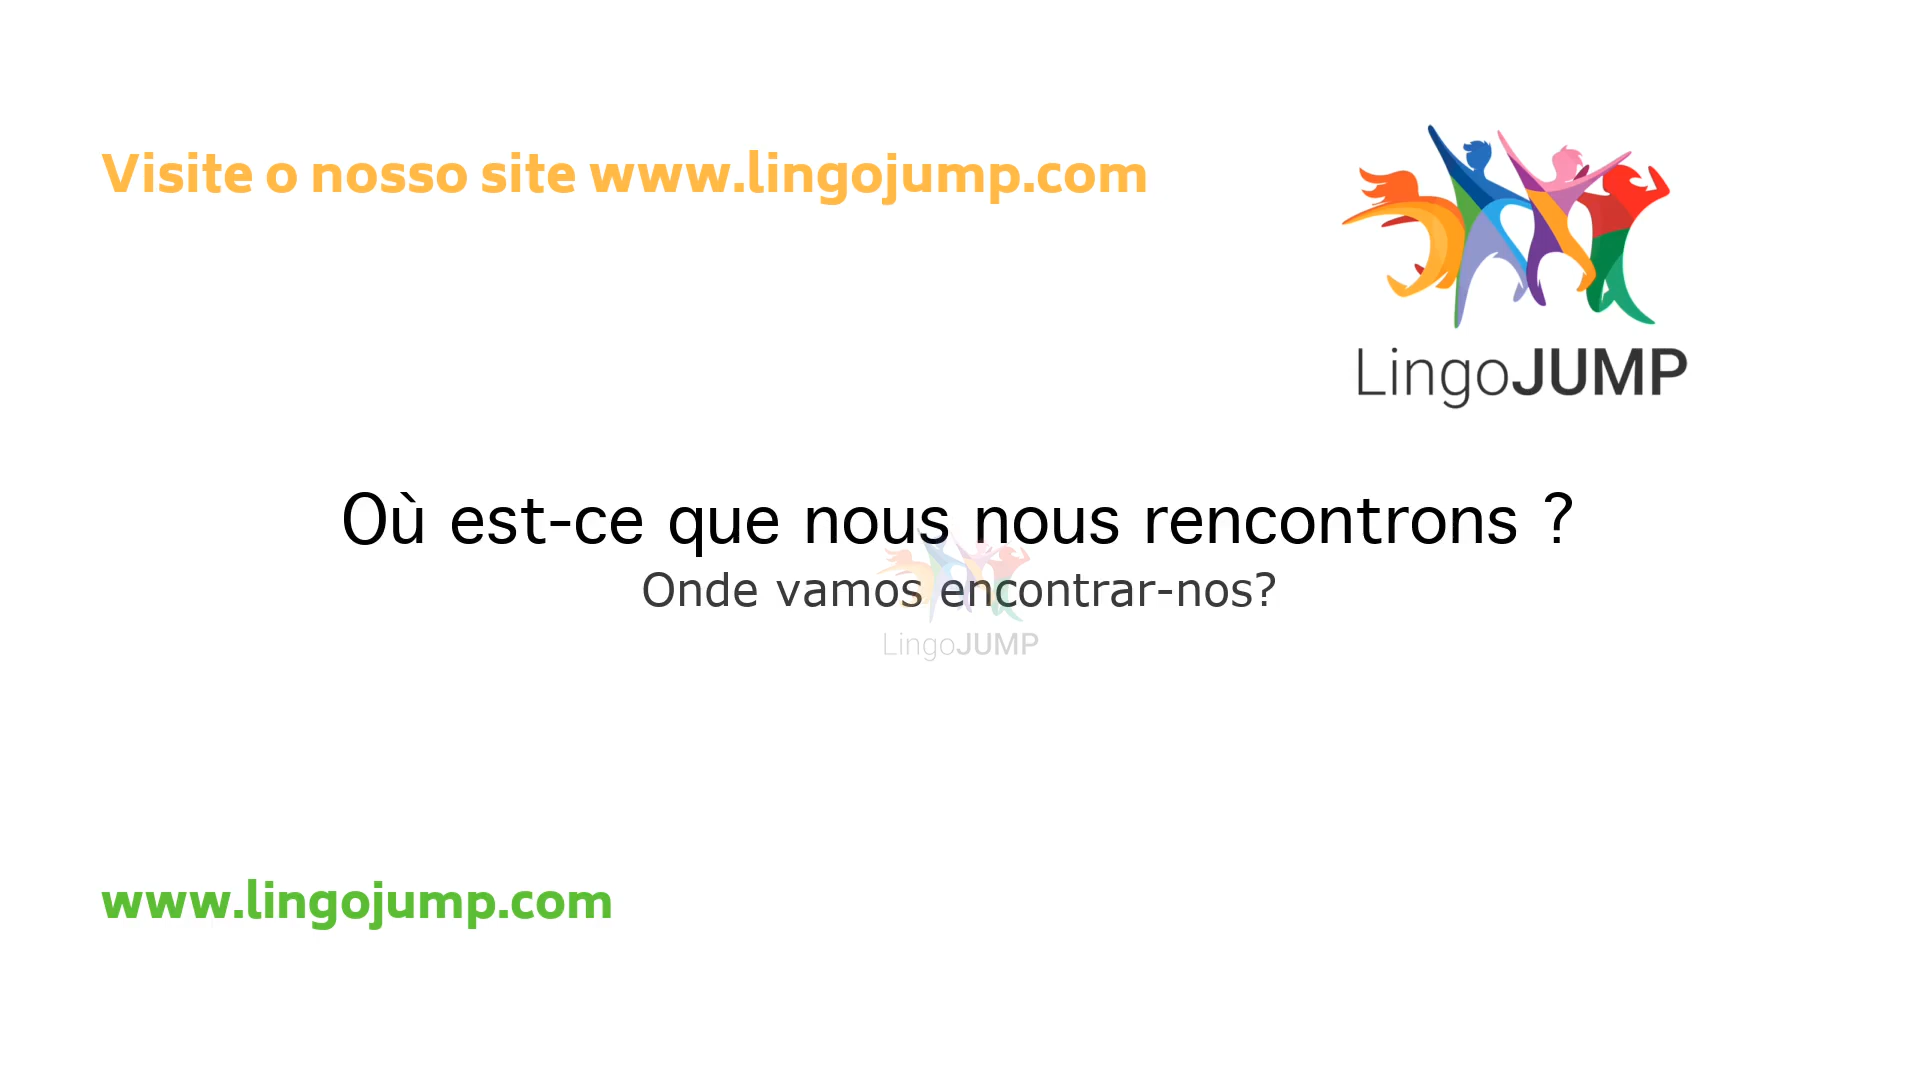 Visite o nosso site www.lingojump.com
LingoJUMP
Où est-ce que nous nous rencontrons ?
Onde vamos encontrar-nos?
LingoJUMP
www.lingojump.com